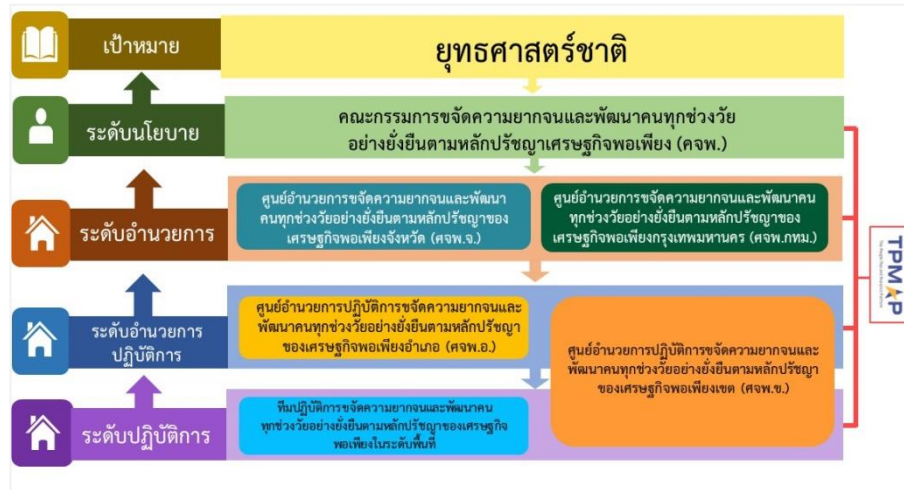 เป้าหมาย
ยุทธศาสตร์ชาติ
ระดับนโยบาย
คณะกรรมการขจัดความยากจนและพัฒนาคนทุกช่วงวัย
อย่างยั่งยืนตามหลักปรัชญาเศรษฐกิจพอเพียง (คจพ.)
ระดับอำนวยการ
ศูนย์อำนวยการขจัดความยากจนและพัฒนา
คนทุกช่วงวัยอย่างยั่งยืนตามหลักปรัชญาของ
เศรษฐกิจพอเพียงจังหวัด (ศจพ.จ.)
ศูนย์อำนวยการขจัดความยากจนและพัฒนาคน
ทุกช่วงวัยอย่างยั่งยืนตามหลักปรัชญาของ
เศรษฐกิจพอเพียงกรุงเทพมหานคร (ศจพ.กทม.)
ระดับอำนวยการ
ปฏิบัติการ
ศูนย์อำนวยการปฏิบัติการขจัดความยากจนและ
พัฒนาคนทุกช่วงวัยอย่างยั่งยืนตามหลักปรัชญา
ของเศรษฐกิจพอเพียงอำเภอ (ศจพ.อ.)
ศูนย์อำนวยการปฏิบัติการขจัดความยากจนและ
พัฒนาคนทุกช่วงวัยอย่างยั่งยืนตามหลักปรัชญา
ของเศรษฐกิจพอเพียงเขต (ศจพ.ข.)
ระดับปฏิบัติการ
ทีมปฏิบัติการขจัดความยากจนและพัฒนาคน
ทุกช่วงวัยอย่างยั่งยืนตามหลักปรัชญาของเศรษฐกิจ
พอเพียงในระดับพื้นที่
TPMAP